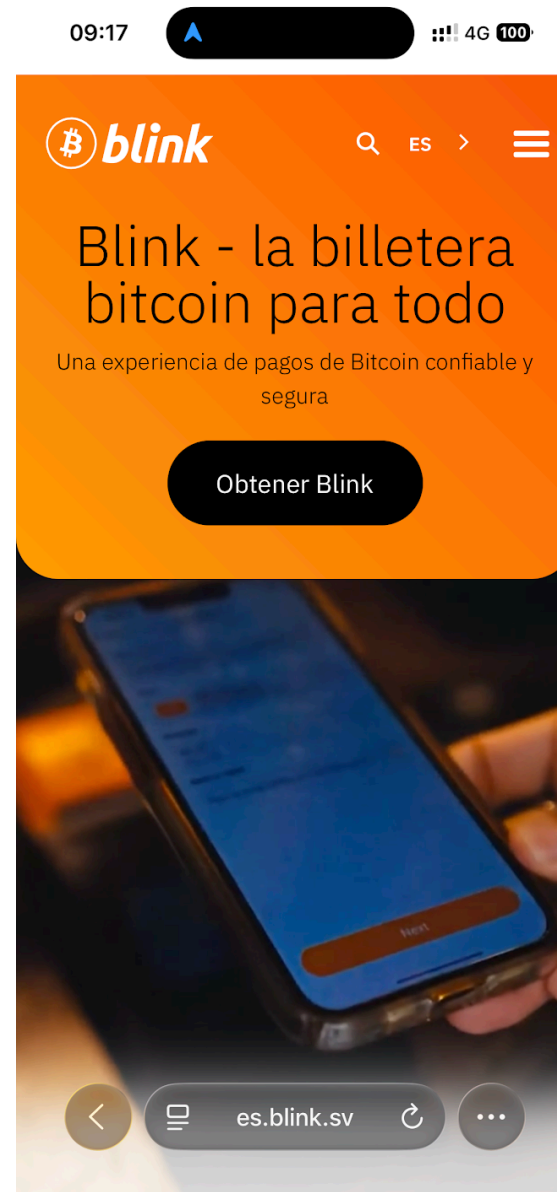 09:17
4G 100
blink
ES
Blink - la billetera
bitcoin para todo
Una experiencia de pagos de Bitcoin confiable y
segura
Obtener Blink
Next
es.blink.sv